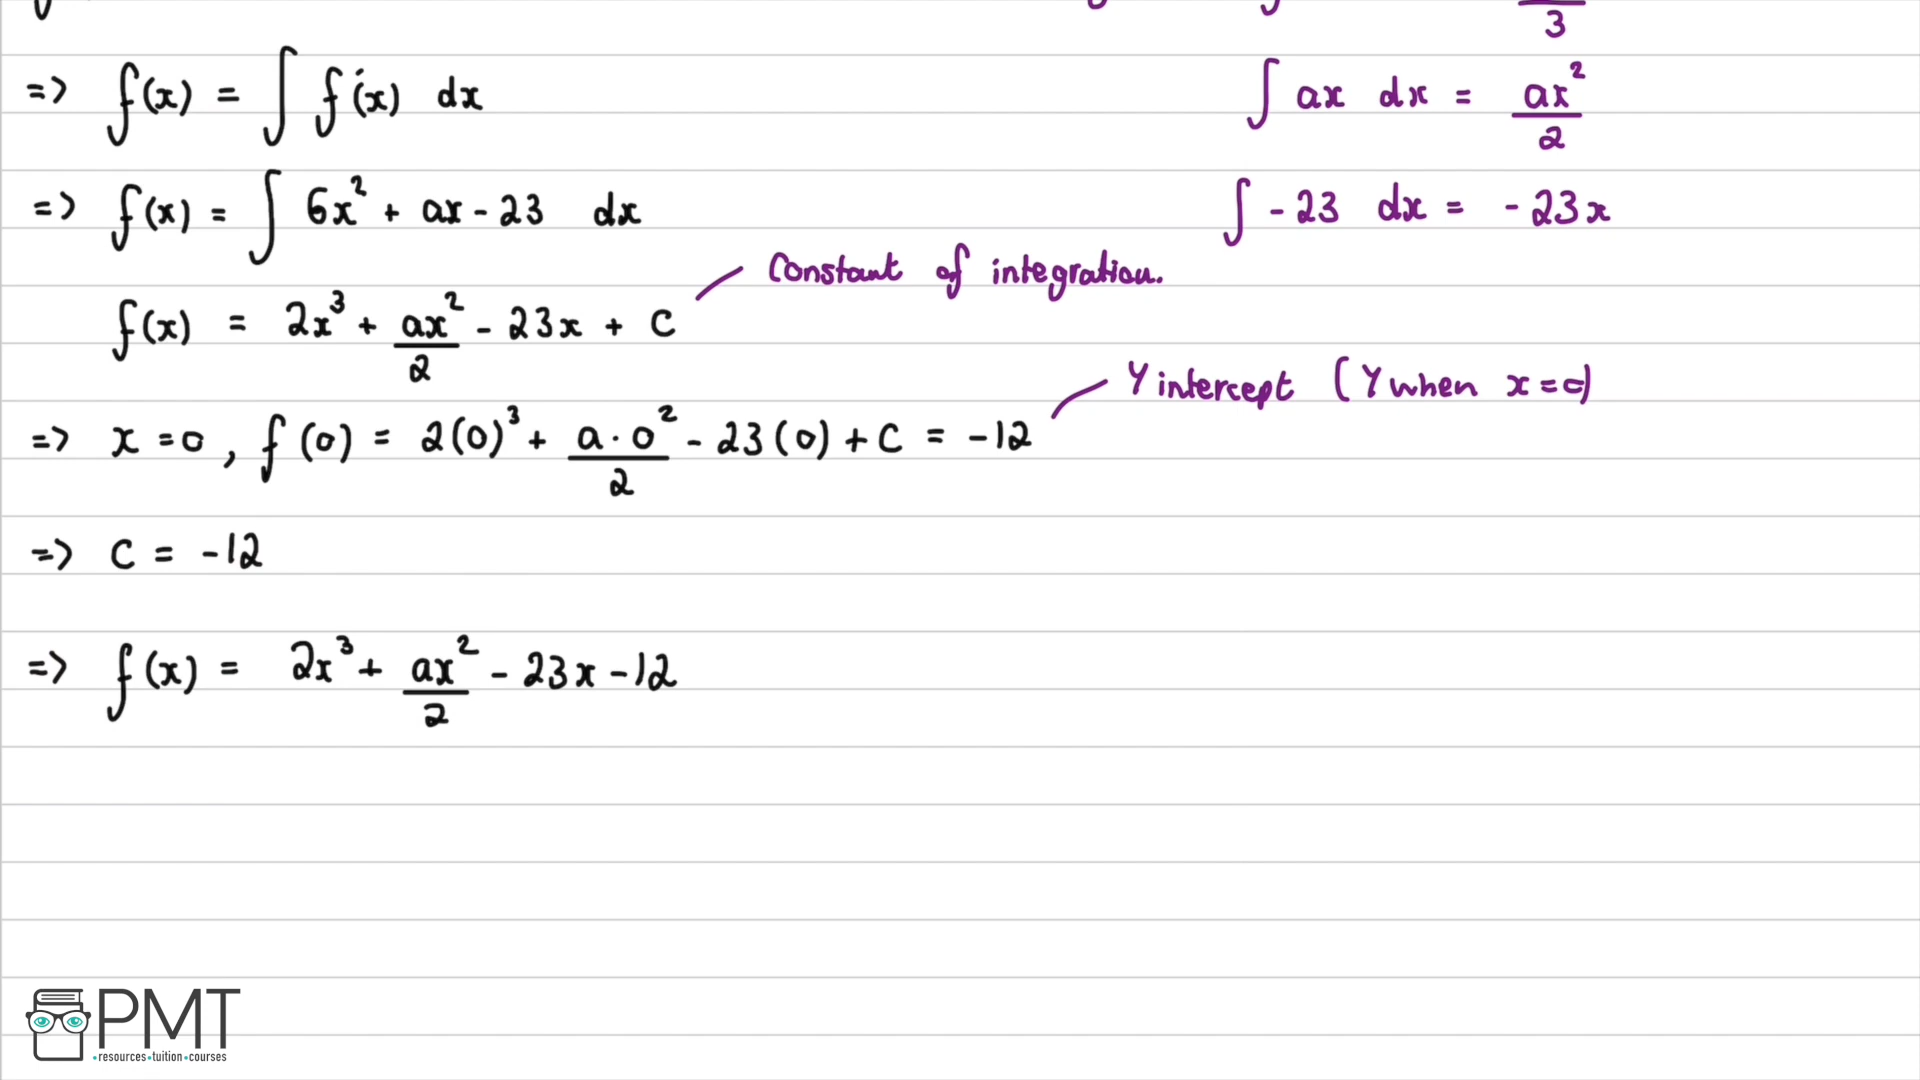 3
=> f(x) = ∫ f'(x) dx
∫ ax dx = ax²/2
=> f(x) = ∫ 6x² + ax - 23 dx
∫ -23 dx = -23x
Constant of integration.
f(x) = 2x³ + ax²/2 - 23x + C
Y intercept (Y when x=0)
=> x=0, f(0) = 2(0)³ + a·0²/2 - 23(0) + C = -12
=> C = -12
=> f(x) = 2x³ + ax²/2 - 23x - 12
PMT
•resources•tuition•courses